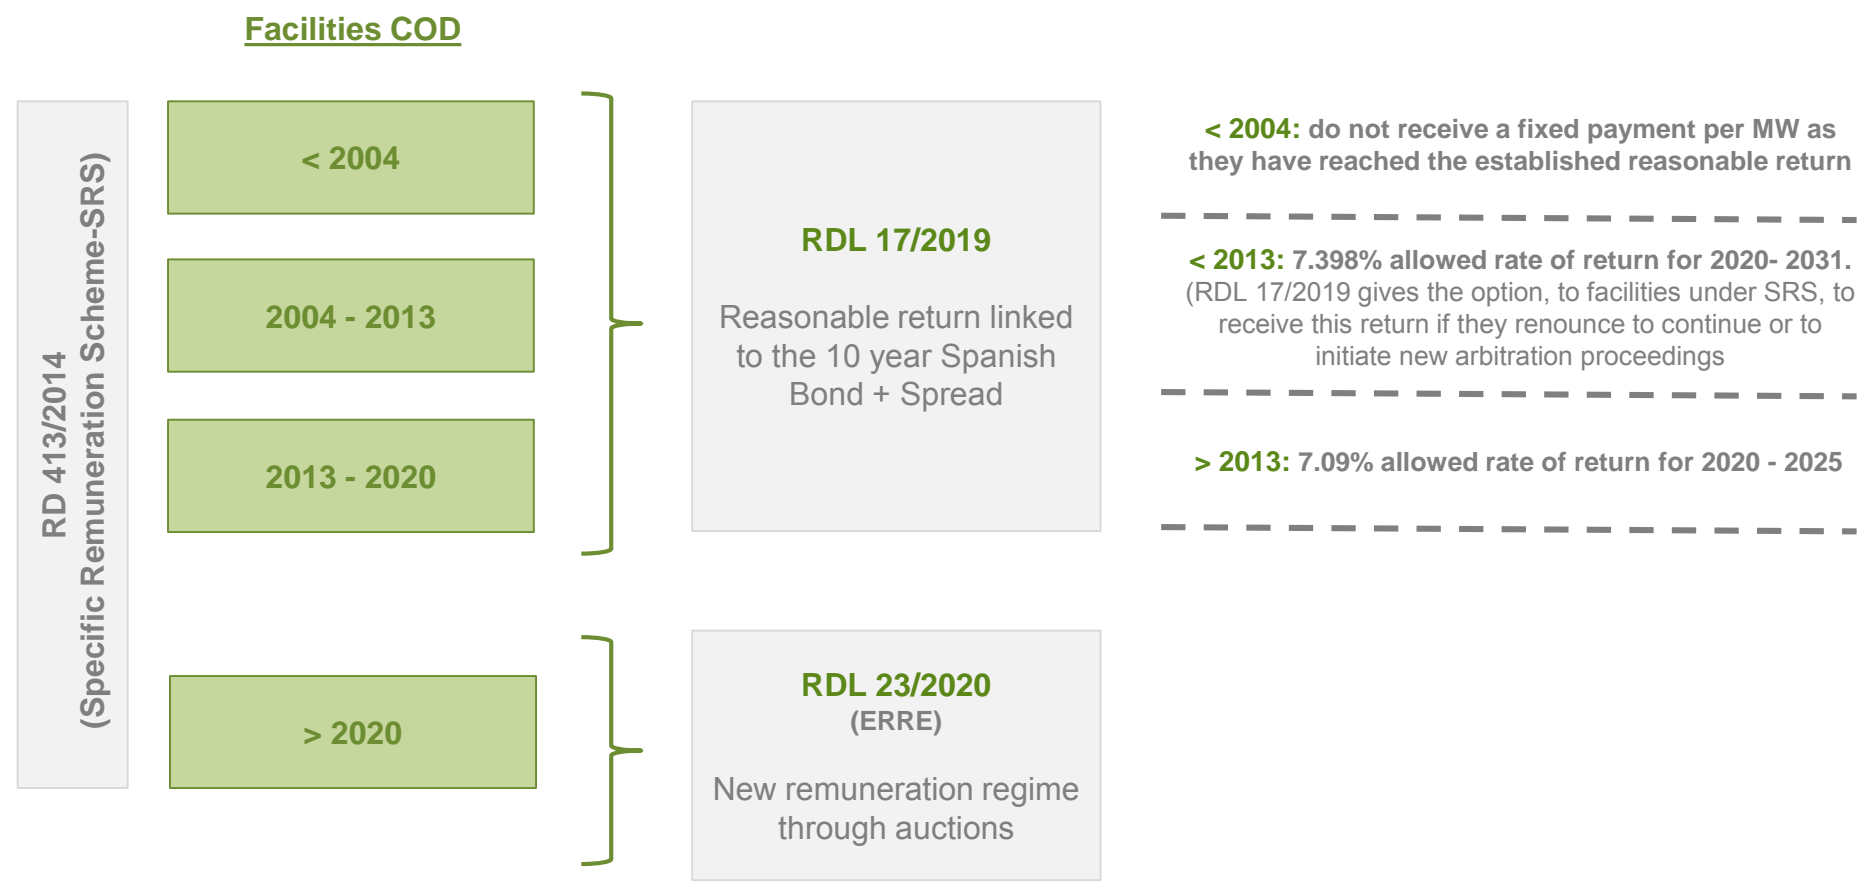 Facilities COD
RD 413/2014
(Specific Remuneration Scheme-SRS)
< 2004
2004 - 2013
2013 - 2020
> 2020
RDL 17/2019
Reasonable return linked
to the 10 year Spanish
Bond + Spread
RDL 23/2020
(ERRE)
New remuneration regime
through auctions
< 2004: do not receive a fixed payment per MW as
they have reached the established reasonable return
< 2013: 7.398% allowed rate of return for 2020- 2031.
(RDL 17/2019 gives the option, to facilities under SRS, to
receive this return if they renounce to continue or to
initiate new arbitration proceedings
> 2013: 7.09% allowed rate of return for 2020 - 2025